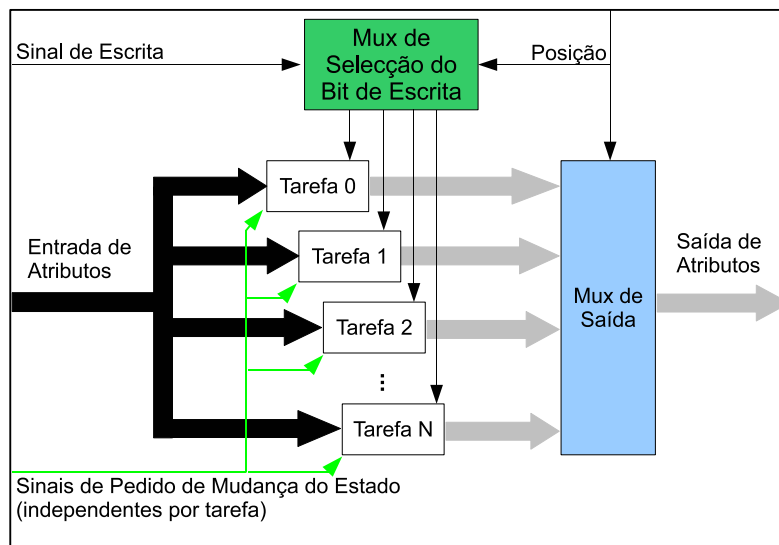 Sinal de Escrita
Mux de
Selecção do
Bit de Escrita
Posição
Tarefa 0
Entrada de
Atributos
Tarefa 1
Tarefa 2
...
Tarefa N
Mux de
Saída
Saída de
Atributos
Sinais de Pedido de Mudança do Estado
(independentes por tarefa)